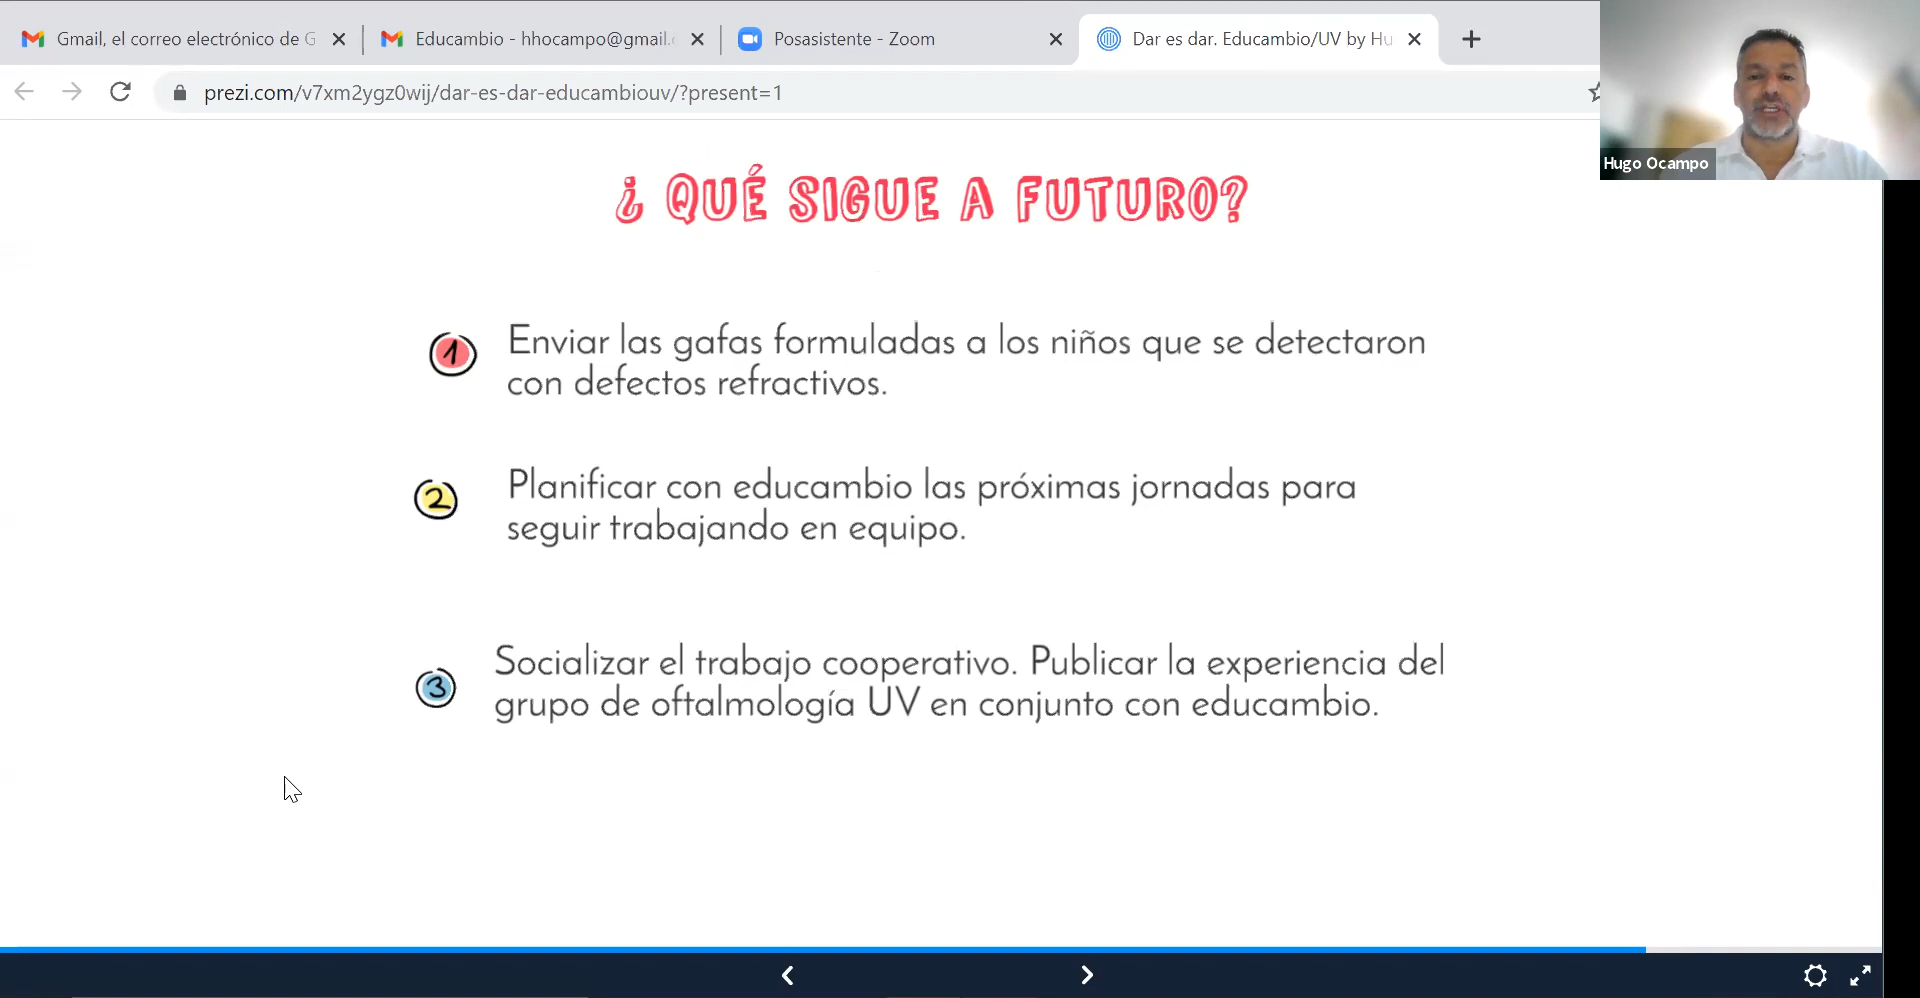 Gmail, el correo electrónico de G
Educambio - hhocampo@gmail.c
Posasistente - Zoom
Dar es dar. Educambio/UV by Hu
prezi.com/v7xm2ygz0wij/dar-es-dar-educambiouv/?present=1
Hugo Ocampo
¿ QUÉ SIGUE A FUTURO?
1
Enviar las gafas formuladas a los niños que se detectaron
con defectos refractivos.
2
Planificar con educambio las próximas jornadas para
seguir trabajando en equipo.
3
Socializar el trabajo cooperativo. Publicar la experiencia del
grupo de oftalmología UV en conjunto con educambio.